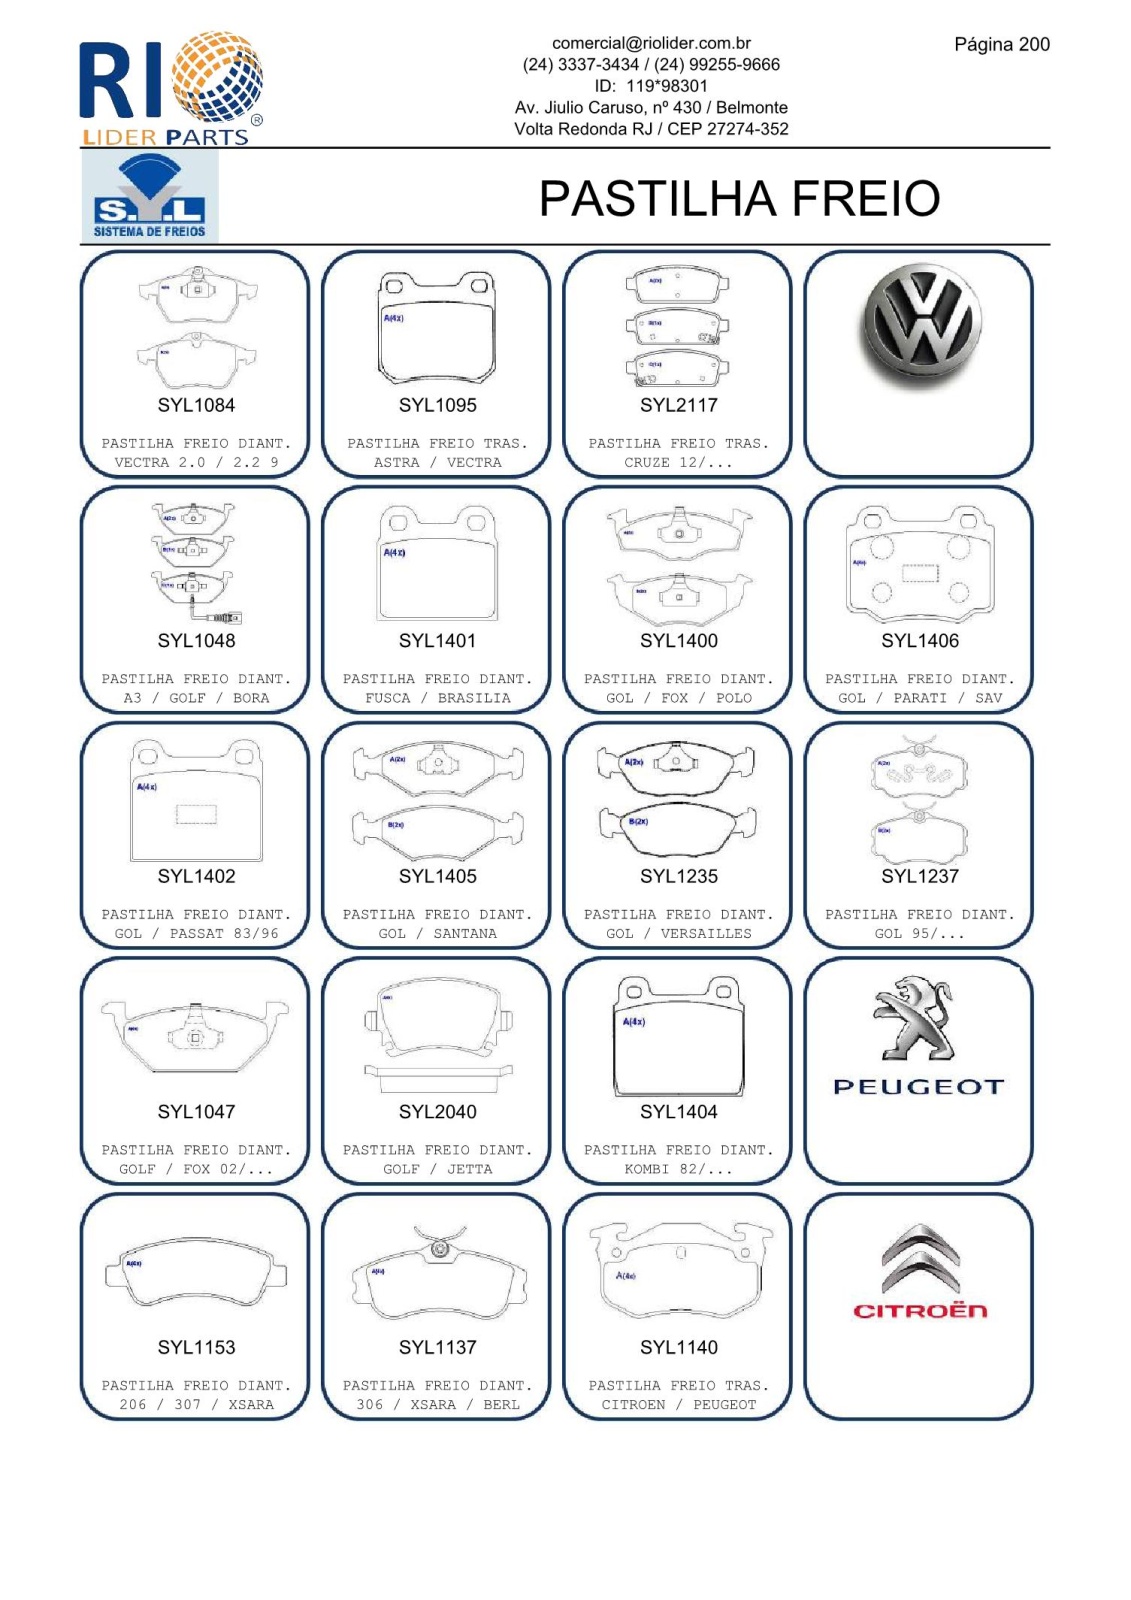 RIO
LIDER PARTS
®
comercial@riolider.com.br
(24) 3337-3434 / (24) 99255-9666
ID: 119*98301
Av. Jiulio Caruso, nº 430 / Belmonte
Volta Redonda RJ / CEP 27274-352
Página 200
S.Y.L
SISTEMA DE FREIOS
PASTILHA FREIO
SYL1084
PASTILHA FREIO DIANT.
VECTRA 2.0 / 2.2 9
A(4x)
SYL1095
PASTILHA FREIO TRAS.
ASTRA / VECTRA
A(2x)
B(1x)
SYL2117
PASTILHA FREIO TRAS.
CRUZE 12/...
A(2x)
B(1x)
SYL1048
PASTILHA FREIO DIANT.
A3 / GOLF / BORA
A(4x)
SYL1401
PASTILHA FREIO DIANT.
FUSCA / BRASILIA
SYL1400
PASTILHA FREIO DIANT.
GOL / FOX / POLO
A(4x)
SYL1406
PASTILHA FREIO DIANT.
GOL / PARATI / SAV
A(4x)
SYL1402
PASTILHA FREIO DIANT.
GOL / PASSAT 83/96
A(2x)
B(2x)
SYL1405
PASTILHA FREIO DIANT.
GOL / SANTANA
A(2x)
B(2x)
SYL1235
PASTILHA FREIO DIANT.
GOL / VERSAILLES
A(2x)
B(2x)
SYL1237
PASTILHA FREIO DIANT.
GOL 95/...
SYL1047
PASTILHA FREIO DIANT.
GOLF / FOX 02/...
SYL2040
PASTILHA FREIO DIANT.
GOLF / JETTA
A(4x)
SYL1404
PASTILHA FREIO DIANT.
KOMBI 82/...
PEUGEOT
A(4x)
SYL1153
PASTILHA FREIO DIANT.
206 / 307 / XSARA
A(4x)
SYL1137
PASTILHA FREIO DIANT.
306 / XSARA / BERL
A(4x)
SYL1140
PASTILHA FREIO TRAS.
CITROEN / PEUGEOT
CITROËN